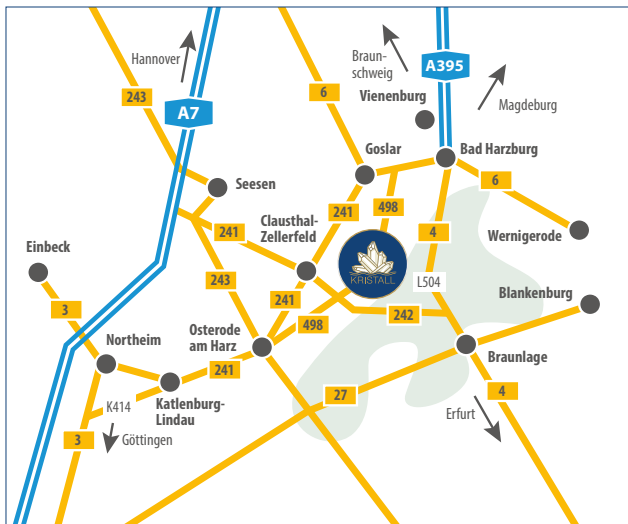 Hannover
243
A7
6
Braun-
schweig
A395
Vienenburg
Magdeburg
Goslar
Bad Harzburg
6
Seesen
241
498
Clausthal-
Zellerfeld
241
4
Wernigerode
Einbeck
243
KRISTALL
L504
Blankenburg
241
3
498
242
Osterode
am Harz
Northeim
Braunlage
241
27
4
K414
Katlenburg-
Lindau
3
Göttingen
Erfurt